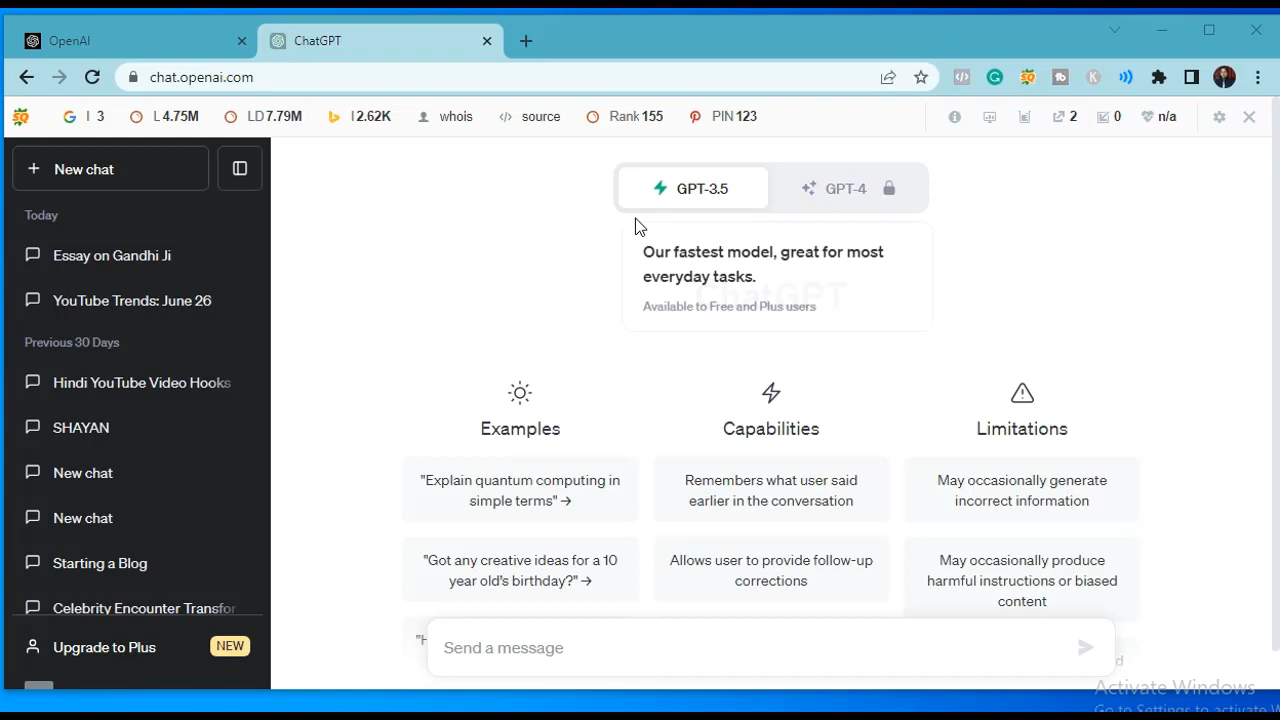 OpenAI
ChatGPT
chat.openai.com
I 3
L 4.75M
LD 7.79M
I 2.62K
whois
source
Rank 155
PIN 123
2
0
n/a
New chat
Today
Essay on Gandhi Ji
YouTube Trends: June 26
Previous 30 Days
Hindi YouTube Video Hooks
SHAYAN
New chat
New chat
Starting a Blog
Celebrity Encounter Transfor
Upgrade to Plus
NEW
GPT-3.5
GPT-4
Our fastest model, great for most
everyday tasks.
Available to Free and Plus users
ChatGPT
Examples
"Explain quantum computing in
simple terms" →
"Got any creative ideas for a 10
year old's birthday?" →
"H
Capabilities
Remembers what user said
earlier in the conversation
Allows user to provide follow-up
corrections
Limitations
May occasionally generate
incorrect information
May occasionally produce
harmful instructions or biased
content
Send a message
Activate Windows
Go to Settings to activate W